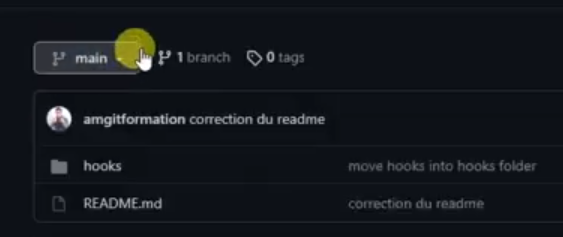 main 1 branch 0 tags
amgitformation correction du readme
hooks move hooks into hooks folder
README.md correction du readme